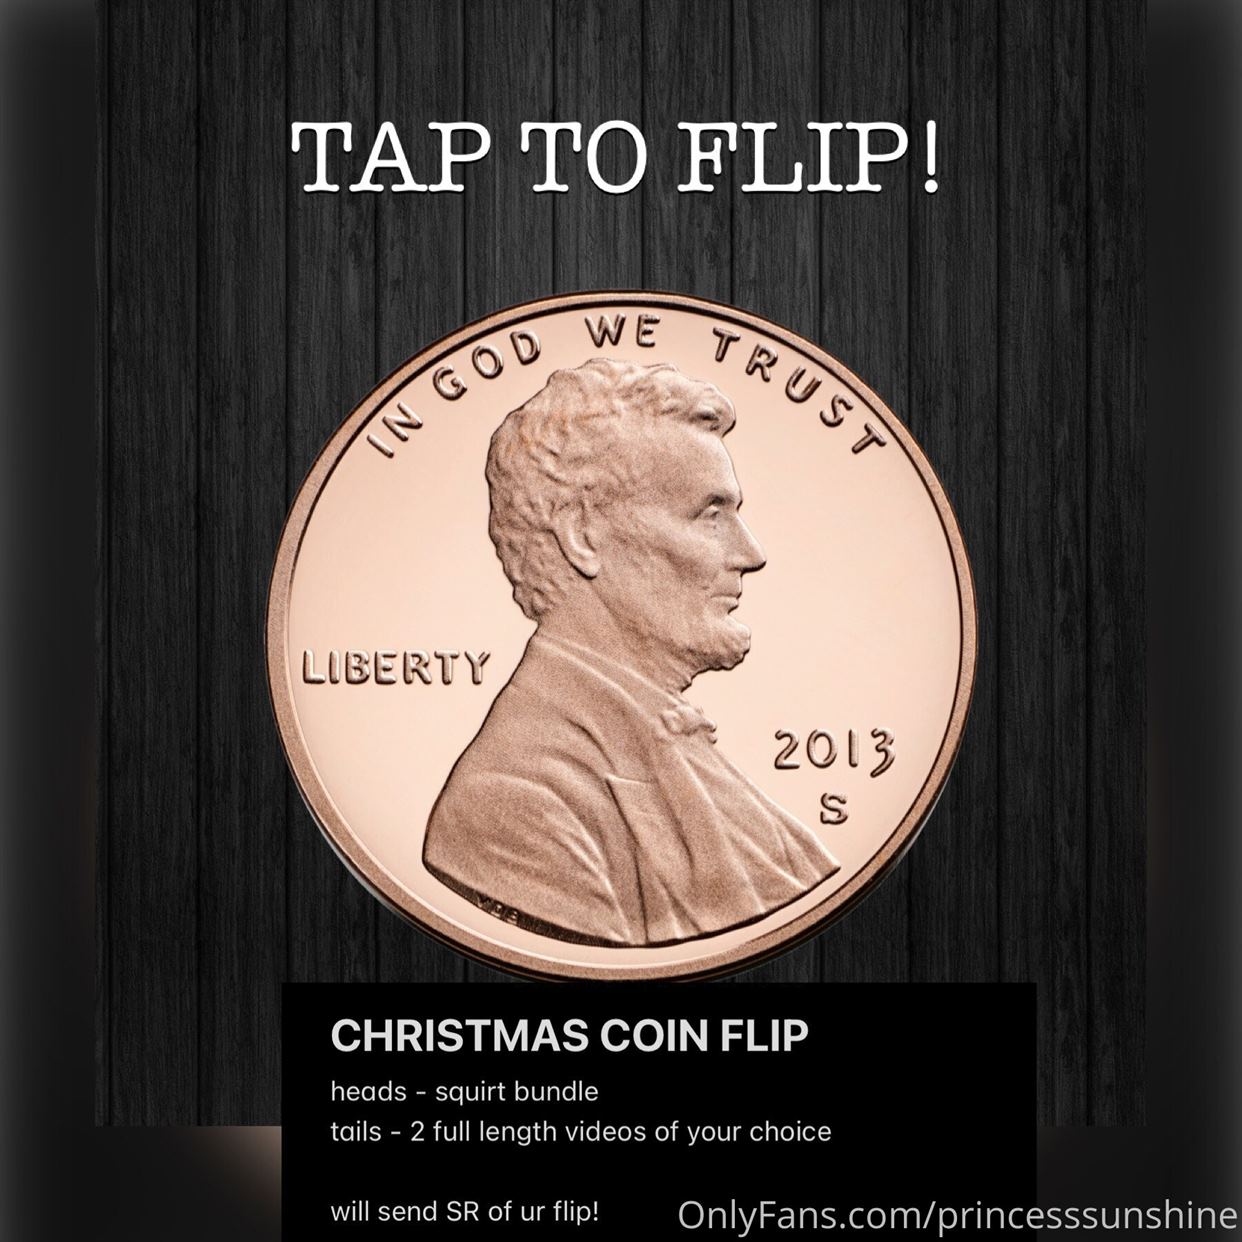 TAP TO FLIP!
IN GOD WE TRUST
LIBERTY
2013
S
VDB
CHRISTMAS COIN FLIP
heads - squirt bundle
tails - 2 full length videos of your choice
will send SR of ur flip!
OnlyFans.com/princesssunshine